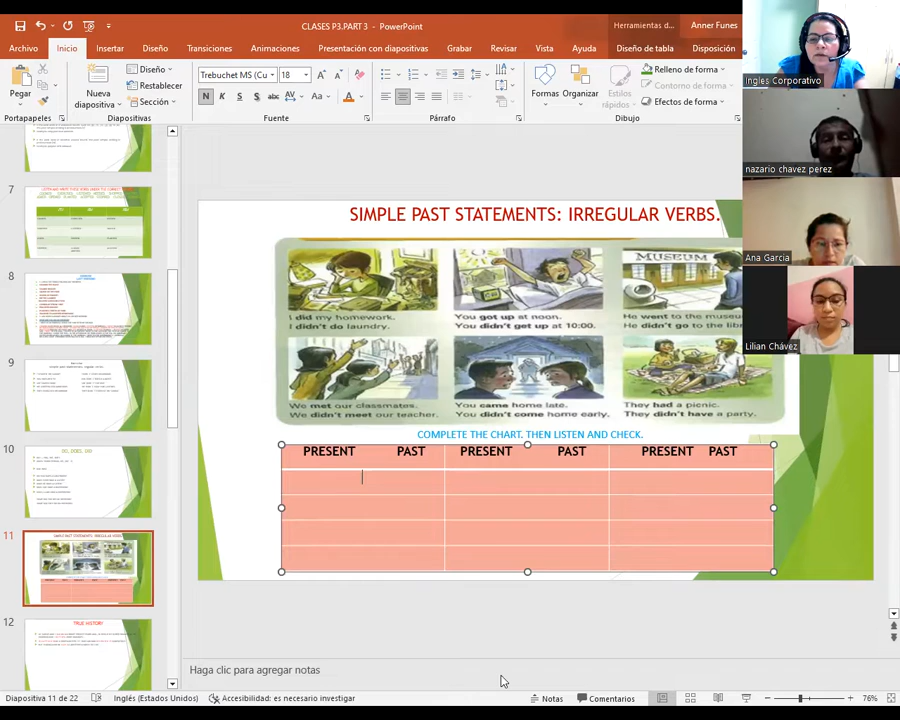 CLASES P3.PART 3 - PowerPoint
Herramientas d...
Anner Funes
Archivo Inicio Insertar Diseño Transiciones Animaciones Presentación con diapositivas Grabar Revisar Vista Ayuda Diseño de tabla Disposición
Pegar
Nueva diapositiva
Diseño
Restablecer
Sección
Trebuchet MS (Cu
18
N K S S abc AV Aa A
Formas
Organizar
Estilos rápidos
Relleno de forma
Contorno de forma
Efectos de forma
Portapapeles
Diapositivas
Fuente
Párrafo
Dibujo
Ingles Corporativo
nazario chavez perez
Ana Garcia
Lilian Chávez
7
8
9
10
11
12
TRUE HISTORY
SIMPLE PAST STATEMENTS: IRREGULAR VERBS.
MUSEUM
I did my homework.
I didn't do laundry.
You got up at noon.
You didn't get up at 10:00.
He went to the museu
He didn't go to the lib
We met our classmates.
We didn't meet our teacher.
You came home late.
You didn't come home early.
They had a picnic.
They didn't have a party.
COMPLETE THE CHART. THEN LISTEN AND CHECK.
PRESENT PAST PRESENT PAST PRESENT PAST
Haga clic para agregar notas
Diapositiva 11 de 22
Inglés (Estados Unidos)
Accesibilidad: es necesario investigar
Notas
Comentarios
76%